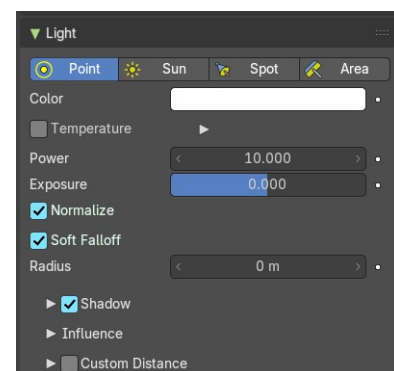 Light
Point Sun Spot Area
Color
Temperature
Power 10.000
Exposure 0.000
Normalize
Soft Falloff
Radius 0 m
Shadow
Influence
Custom Distance